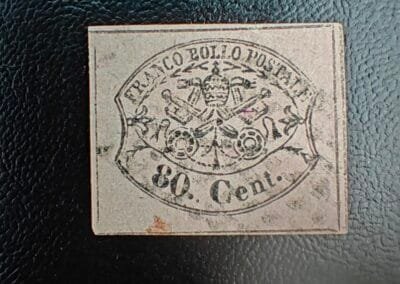 FRANCO BOLLO POSTALE
80. Cent.